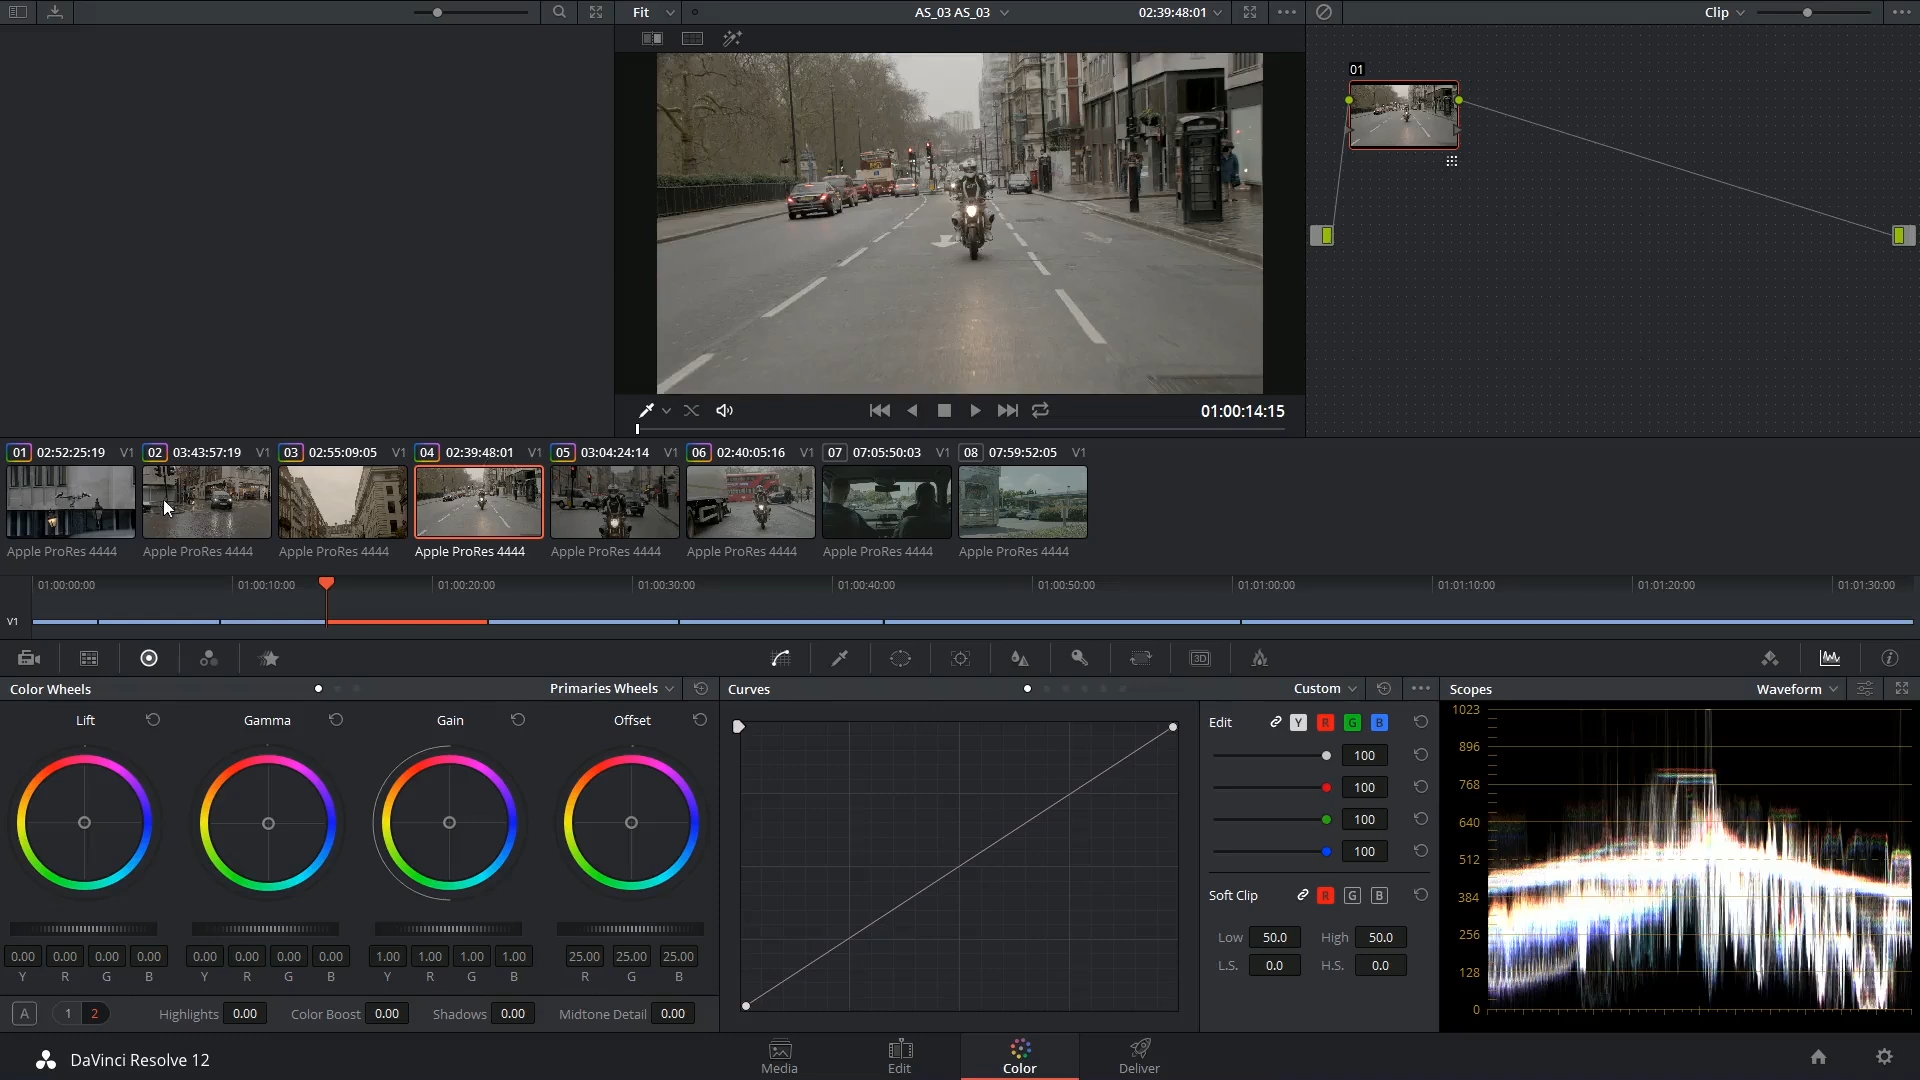 Fit
AS_03 AS_03
02:39:48:01
Clip
01
01:00:14:15
01 02:52:25:19 V1
02 03:43:57:19 V1
03 02:55:09:05 V1
04 02:39:48:01 V1
05 03:04:24:14 V1
06 02:40:05:16 V1
07 07:05:50:03 V1
08 07:59:52:05 V1
Apple ProRes 4444
Apple ProRes 4444
Apple ProRes 4444
Apple ProRes 4444
Apple ProRes 4444
Apple ProRes 4444
Apple ProRes 4444
Apple ProRes 4444
01:00:00:00 01:00:10:00 01:00:20:00 01:00:30:00 01:00:40:00 01:00:50:00 01:01:00:00 01:01:10:00 01:01:20:00 01:01:30:00
V1
3D
Color Wheels
Primaries Wheels
Lift
Gamma
Gain
Offset
0.00 0.00 0.00 0.00
0.00 0.00 0.00 0.00
1.00 1.00 1.00 1.00
25.00 25.00 25.00
Y R G B
Y R G B
Y R G B
R G B
A 1 2
Highlights 0.00
Color Boost 0.00
Shadows 0.00
Midtone Detail 0.00
Curves
Custom
Edit Y R G B
100
100
100
100
Soft Clip R G B
Low 50.0 High 50.0
L.S. 0.0 H.S. 0.0
Scopes
Waveform
1023
896
768
640
512
384
256
128
0
DaVinci Resolve 12
Media
Edit
Color
Deliver